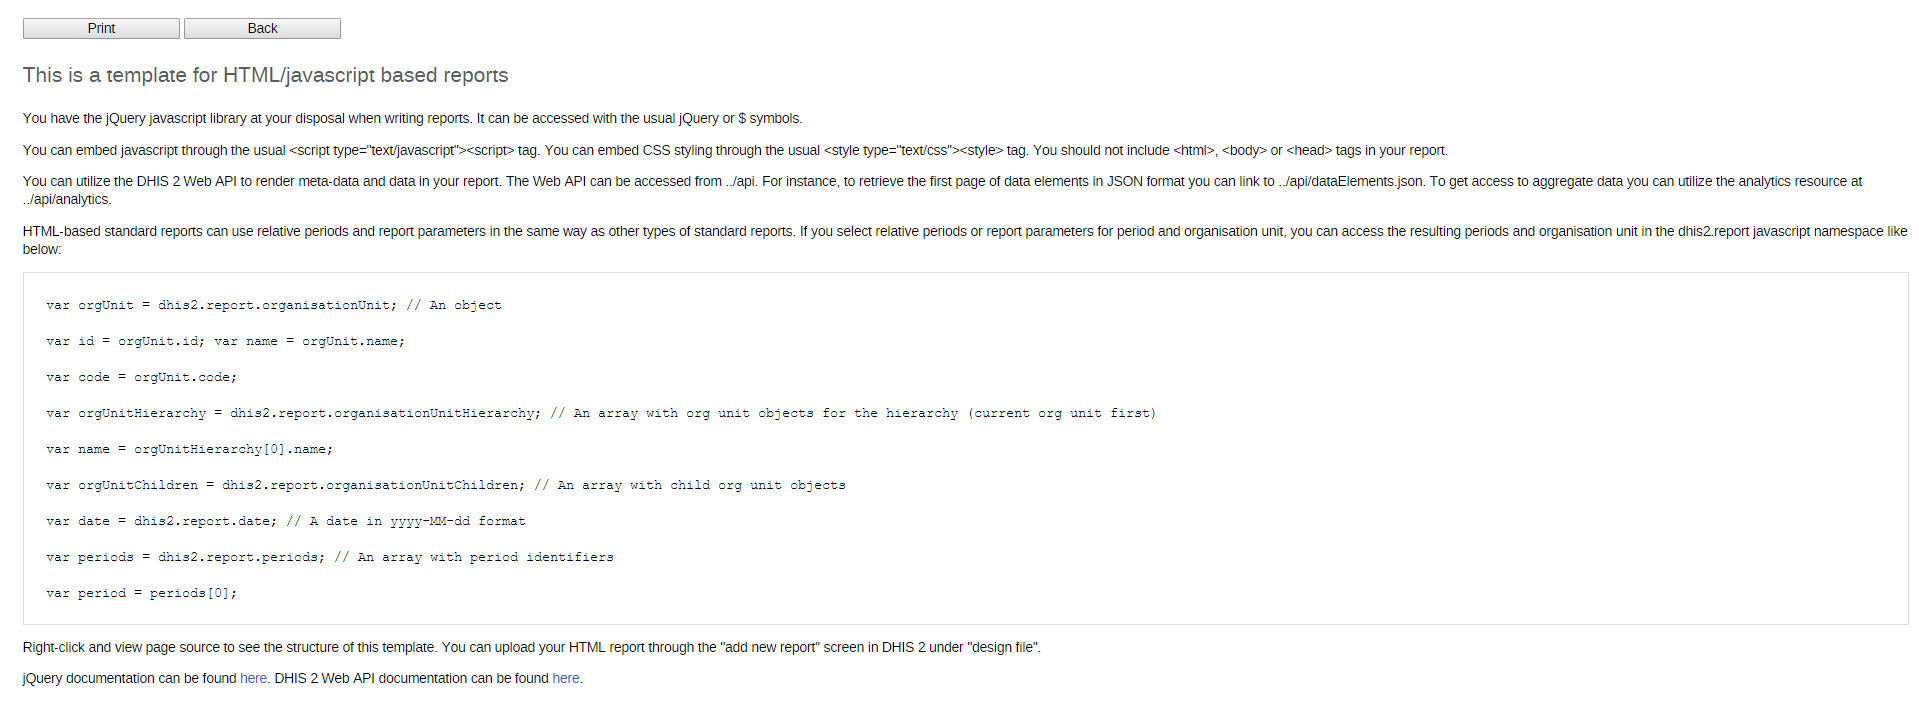 Print Back
This is a template for HTML/javascript based reports
You have the jQuery javascript library at your disposal when writing reports. It can be accessed with the usual jQuery or $ symbols.
You can embed javascript through the usual <script type="text/javascript"><script> tag. You can embed CSS styling through the usual <style type="text/css"><style> tag. You should not include <html>, <body> or <head> tags in your report.
You can utilize the DHIS 2 Web API to render meta-data and data in your report. The Web API can be accessed from ../api. For instance, to retrieve the first page of data elements in JSON format you can link to ../api/dataElements.json. To get access to aggregate data you can utilize the analytics resource at
../api/analytics.
HTML-based standard reports can use relative periods and report parameters in the same way as other types of standard reports. If you select relative periods or report parameters for period and organisation unit, you can access the resulting periods and organisation unit in the dhis2.report javascript namespace like
below:
var orgUnit = dhis2.report.organisationUnit; // An object
var id = orgUnit.id; var name = orgUnit.name;
var code = orgUnit.code;
var orgUnitHierarchy = dhis2.report.organisationUnitHierarchy; // An array with org unit objects for the hierarchy (current org unit first)
var name = orgUnitHierarchy[0].name;
var orgUnitChildren = dhis2.report.organisationUnitChildren; // An array with child org unit objects
var date = dhis2.report.date; // A date in yyyy-MM-dd format
var periods = dhis2.report.periods; // An array with period identifiers
var period = periods[0];
Right-click and view page source to see the structure of this template. You can upload your HTML report through the "add new report" screen in DHIS 2 under "design file".
jQuery documentation can be found here. DHIS 2 Web API documentation can be found here.